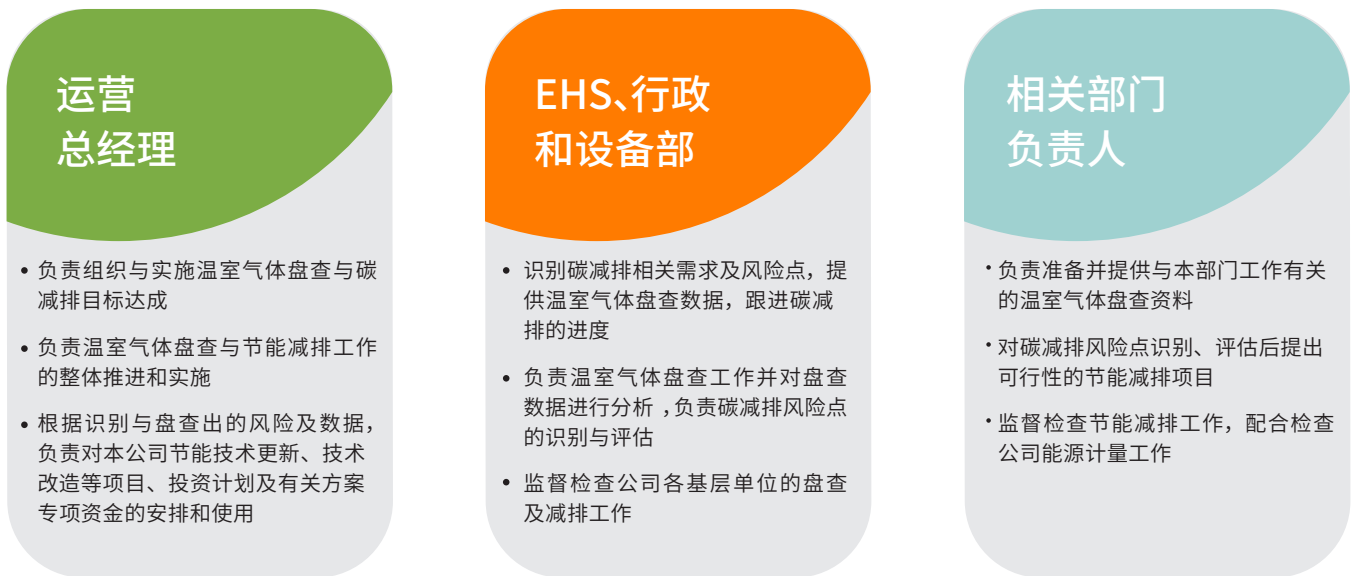 运营
总经理
• 负责组织与实施温室气体盘查与碳
减排目标达成
• 负责温室气体盘查与节能减排工作
的整体推进和实施
• 根据识别与盘查出的风险及数据，
负责对本公司节能技术更新、技术
改造等项目、投资计划及有关方案
专项资金的安排和使用
EHS、行政
和设备部
• 识别碳减排相关需求及风险点，提
供温室气体盘查数据，跟进碳减
排的进度
• 负责温室气体盘查工作并对盘查
数据进行分析，负责碳减排风险点
的识别与评估
• 监督检查公司各基层单位的盘查
及减排工作
相关部门
负责人
• 负责准备并提供与本部门工作有关
的温室气体盘查资料
• 对碳减排风险点识别、评估后提出
可行性的节能减排项目
• 监督检查节能减排工作，配合检查
公司能源计量工作